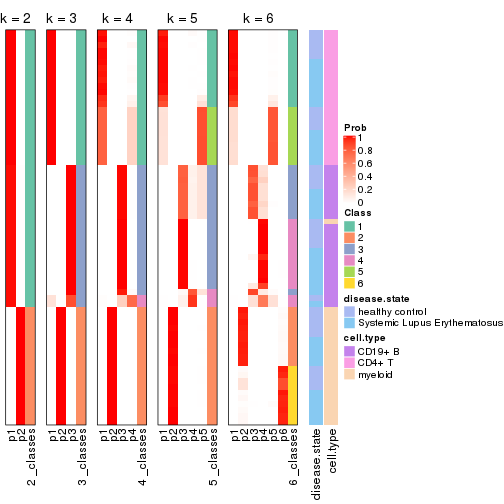 k = 2 k = 3 k = 4 k = 5 k = 6
Prob
1
0.8
0.6
0.4
0.2
0
Class
1
2
3
4
5
6
disease.state
healthy control
Systemic Lupus Erythematosus
cell.type
CD19+ B
CD4+ T
myeloid
p1
p2
2_classes
p1
p2
p3
3_classes
p1
p2
p3
p4
4_classes
p1
p2
p3
p4
p5
5_classes
p1
p2
p3
p4
p5
p6
6_classes
disease.state
cell.type